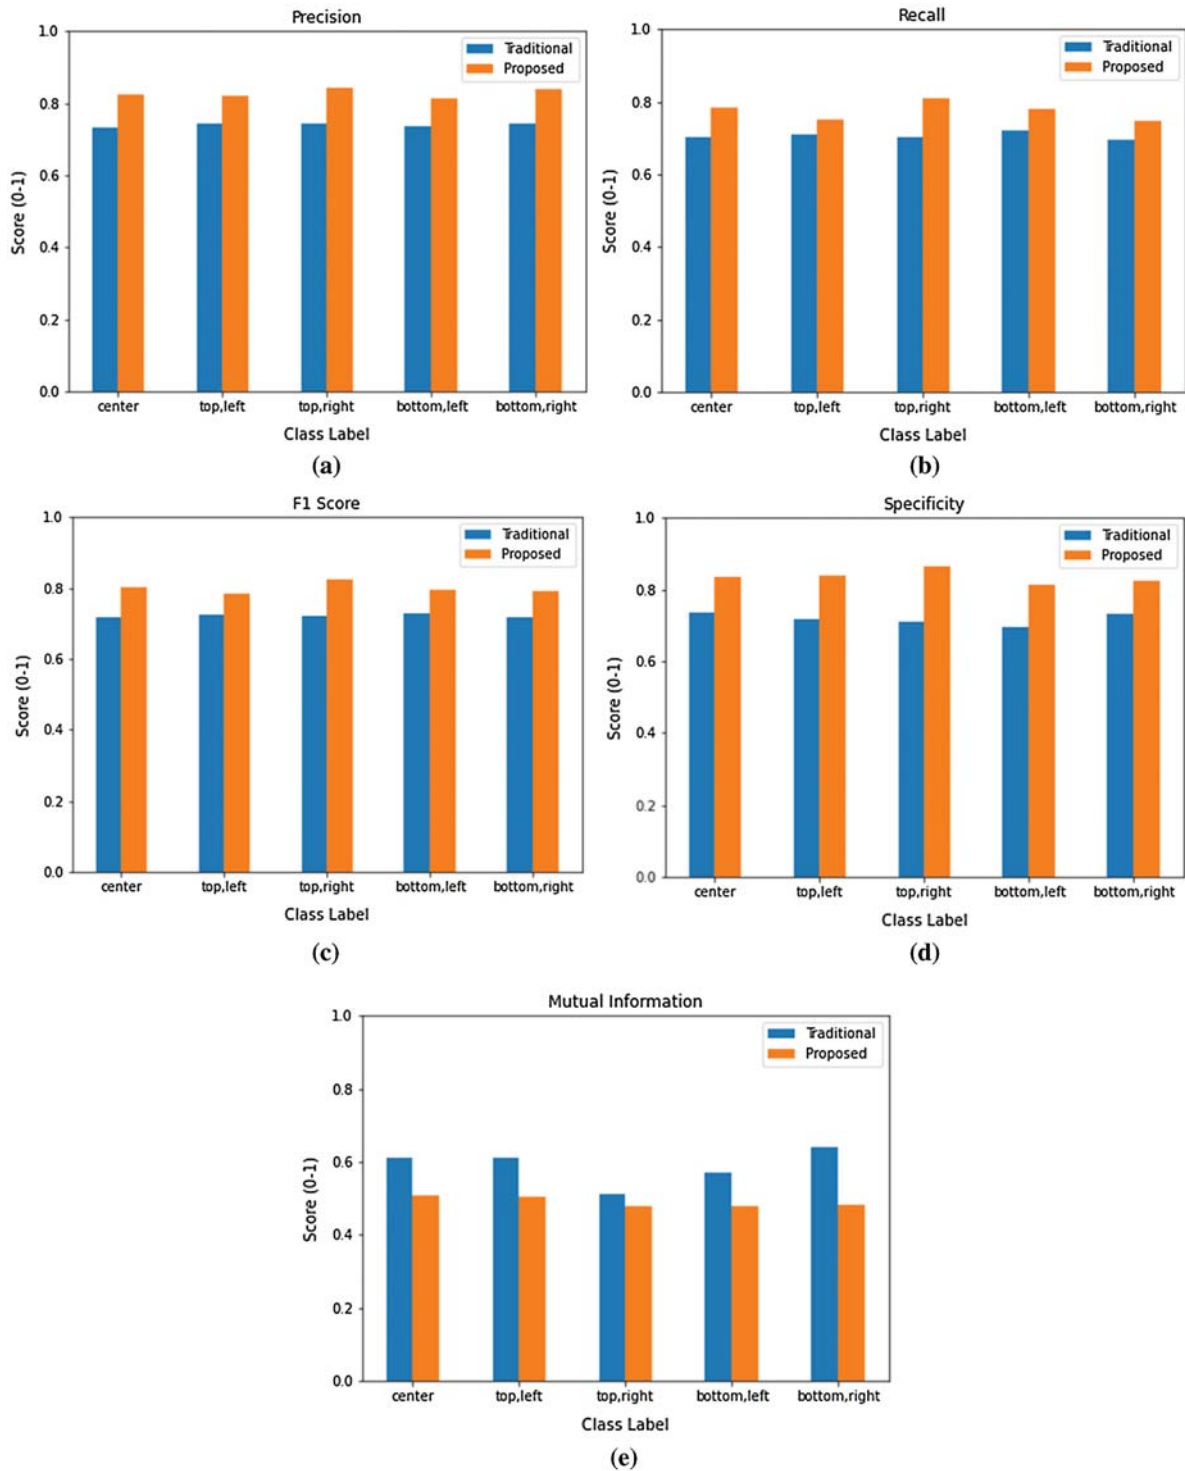 Precision
Traditional
Proposed
1.0
0.8
0.6
0.4
0.2
0.0
Score (0-1)
center top,left top,right bottom,left bottom,right
Class Label
(a)
Recall
Traditional
Proposed
1.0
0.8
0.6
0.4
0.2
0.0
Score (0-1)
center top,left top,right bottom,left bottom,right
Class Label
(b)
F1 Score
Traditional
Proposed
1.0
0.8
0.6
0.4
0.2
0.0
Score (0-1)
center top,left top,right bottom,left bottom,right
Class Label
(c)
Specificity
Traditional
Proposed
1.0
0.8
0.6
0.4
0.2
0.0
Score (0-1)
center top,left top,right bottom,left bottom,right
Class Label
(d)
Mutual Information
Traditional
Proposed
1.0
0.8
0.6
0.4
0.2
0.0
Score (0-1)
center top,left top,right bottom,left bottom,right
Class Label
(e)